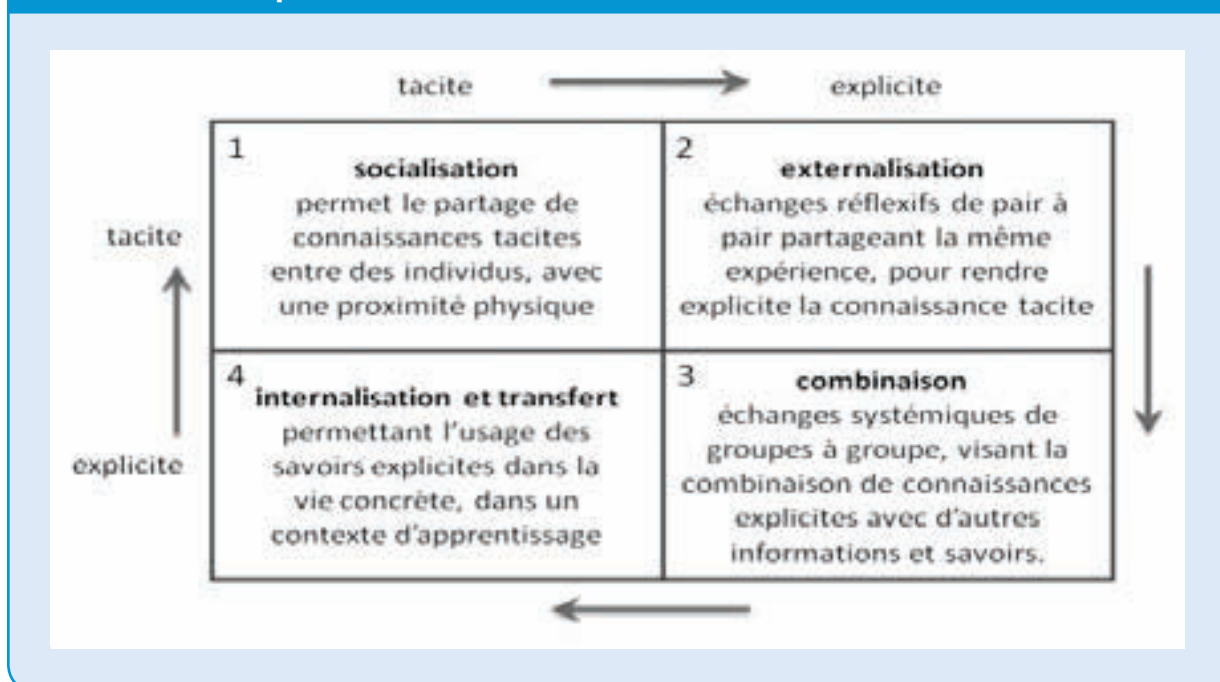 tacite explicite
tacite
explicite
1
socialisation
permet le partage de
connaissances tacites
entre des individus, avec
une proximité physique
2
externalisation
échanges réflexifs de pair à
pair partageant la même
expérience, pour rendre
explicite la connaissance tacite
4
internalisation et transfert
permettant l'usage des
savoirs explicites dans la
vie concrète, dans un
contexte d'apprentissage
3
combinaison
échanges systémiques de
groupes à groupe, visant la
combinaison de connaissances
explicites avec d'autres
informations et savoirs.